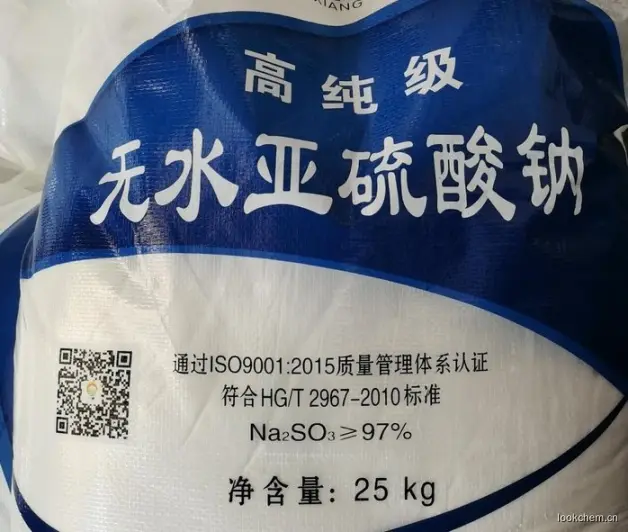 XIANG
高纯级
无水亚硫酸钠
通过ISO9001:2015质量管理体系认证
符合HG/T 2967-2010标准
Na₂SO₃≥97%
净含量: 25 kg
lookchem.cn